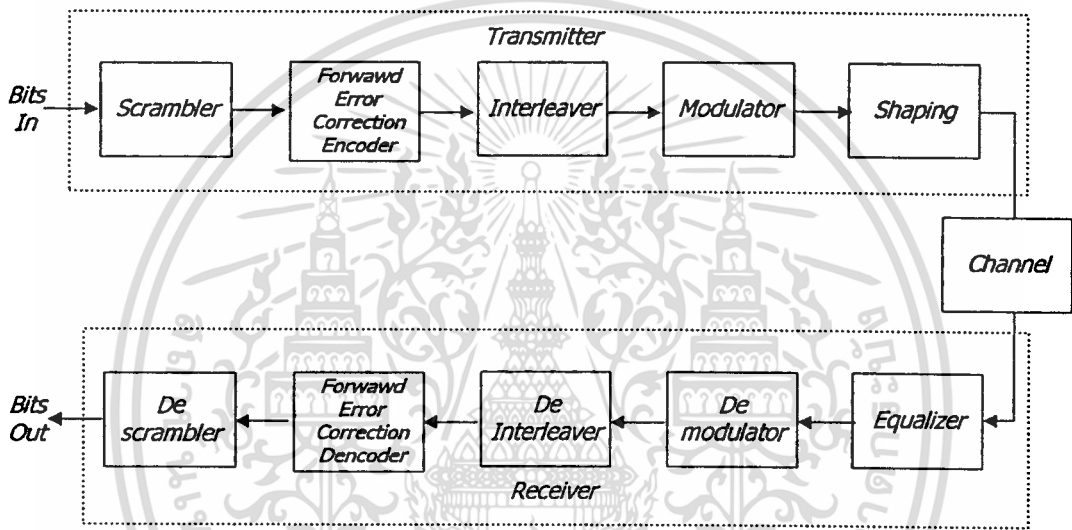 Transmitter
Bits
In
Scrambler
Forwawd
Error
Correction
Encoder
Interleaver
Modulator
Shaping
Channel
Bits
Out
De
scrambler
Forwawd
Error
Correction
Dencoder
De
Interleaver
De
modulator
Equalizer
Receiver